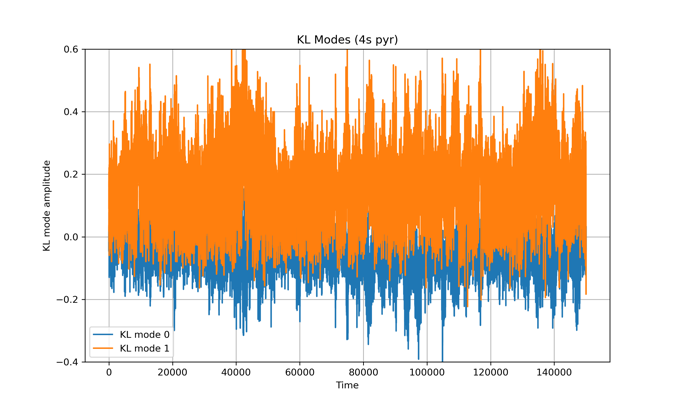 KL Modes (4s pyr)
0.6
0.4
0.2
0.0
−0.2
−0.4
KL mode amplitude
KL mode 0
KL mode 1
0 20000 40000 60000 80000 100000 120000 140000
Time